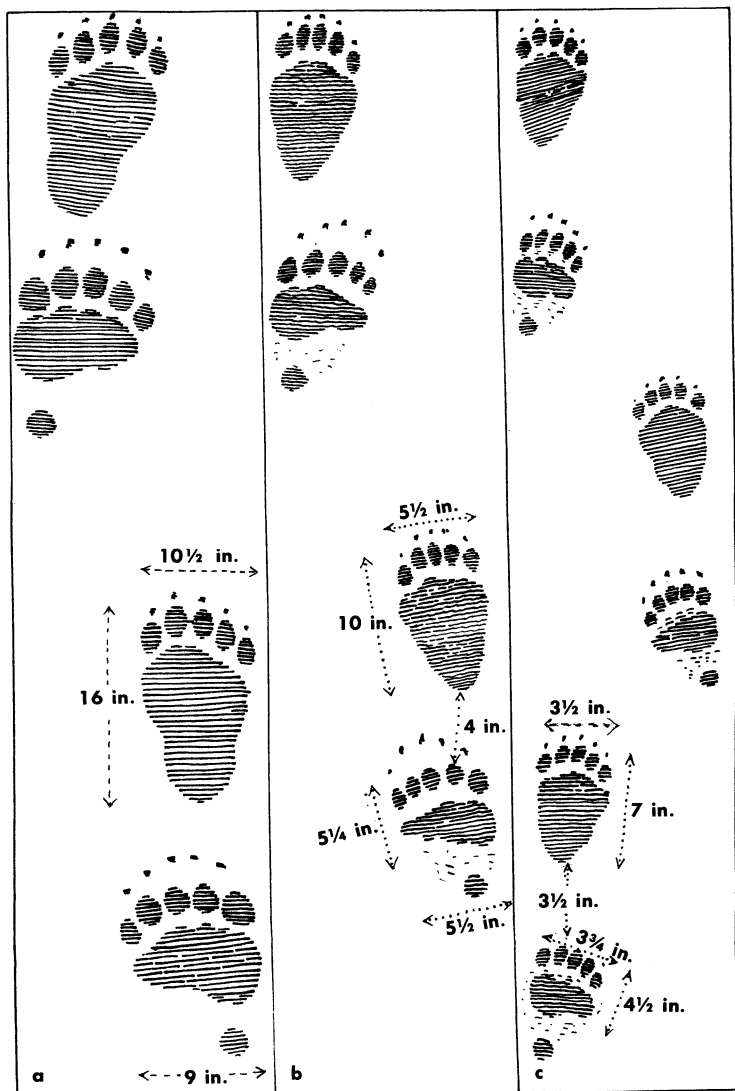 10½ in.
16 in.
9 in.
a
5½ in.
10 in.
4 in.
5¼ in.
5½ in.
b
3½ in.
7 in.
3½ in.
3¾ in.
4½ in.
c